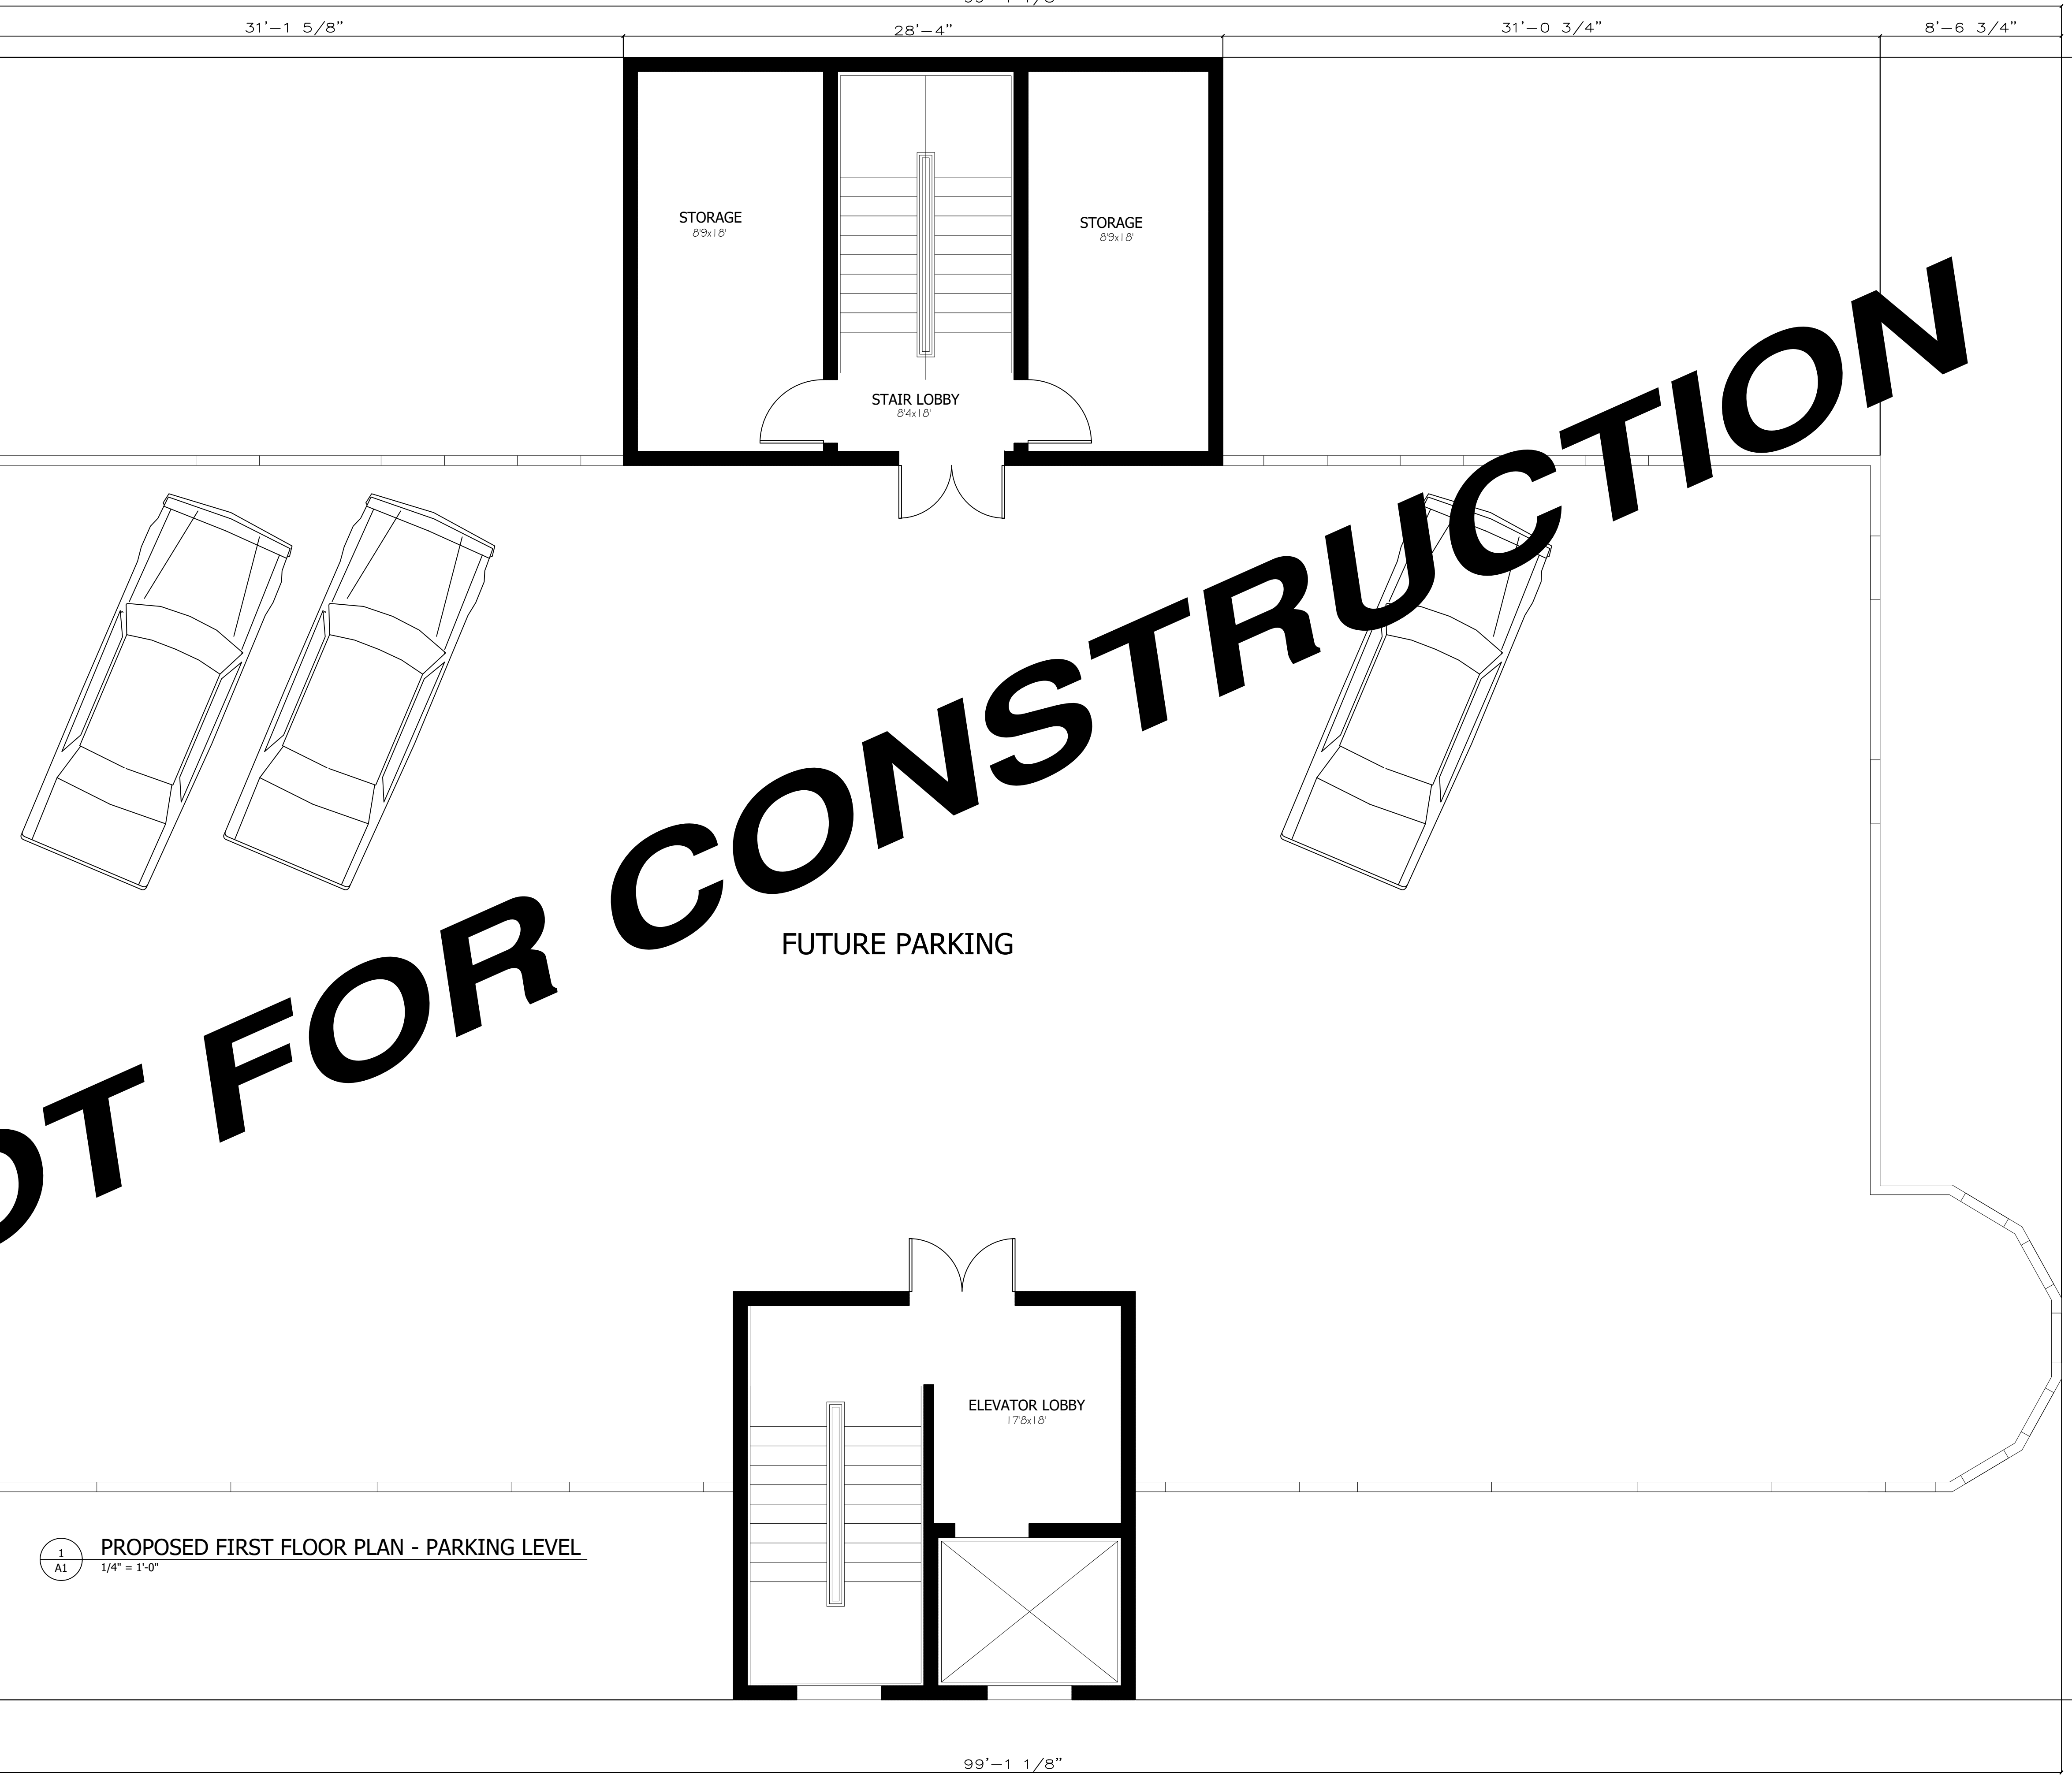 31'-1 5/8"
28'-4"
31'-0 3/4"
8'-6 3/4"
STORAGE
8'9x18'
STORAGE
8'9x18'
STAIR LOBBY
8'4x18'
OT FOR CONSTRUCTION
FUTURE PARKING
ELEVATOR LOBBY
17'8x18'
1
A1
PROPOSED FIRST FLOOR PLAN - PARKING LEVEL
1/4" = 1'-0"
99'-1 1/8"